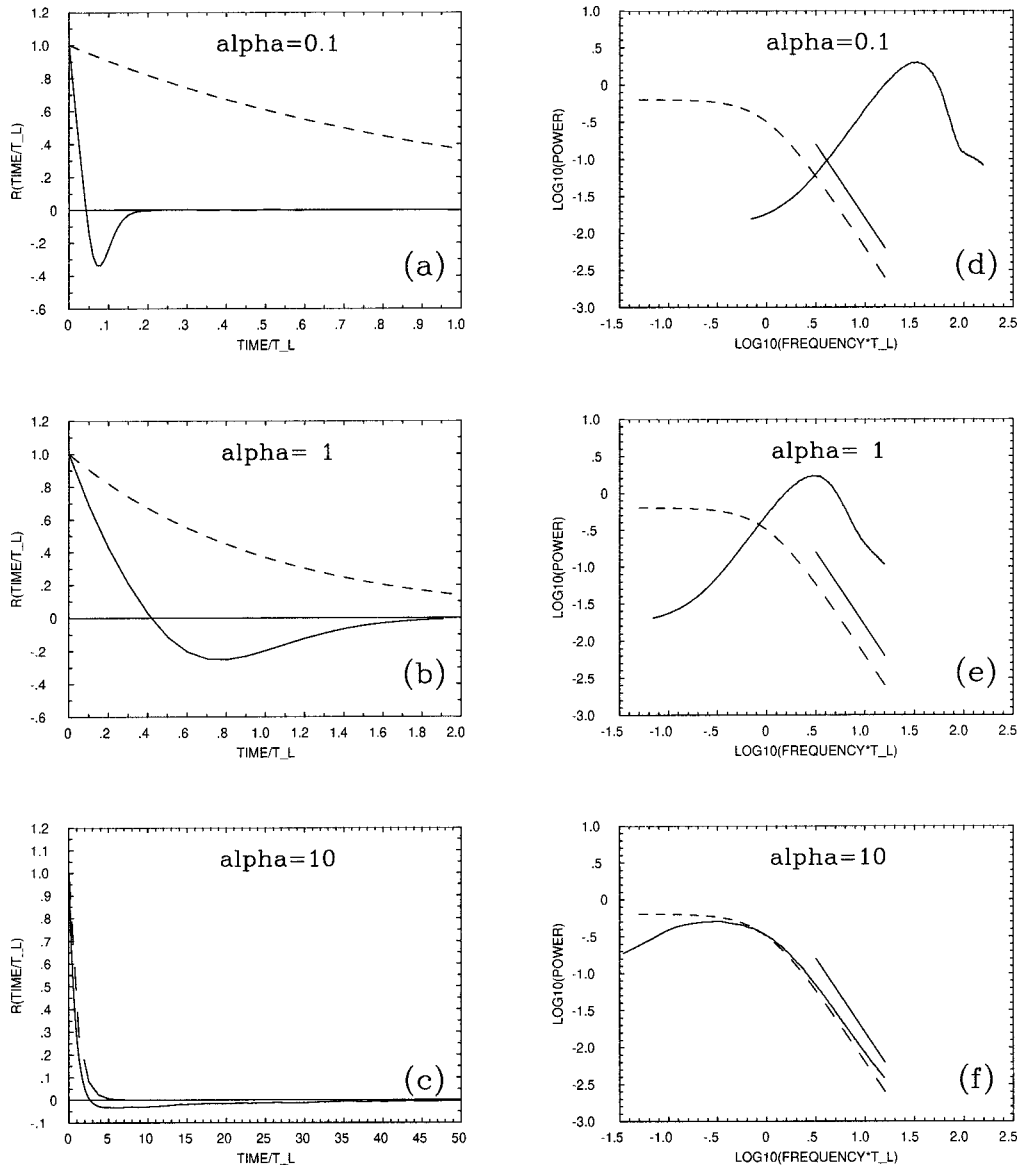 1.2
1.0
.8
.6
.4
.2
0
-.2
-.4
-.6
R(TIME/T_L)
alpha=0.1
(a)
0 .1 .2 .3 .4 .5 .6 .7 .8 .9 1.0
TIME/T_L
1.0
.5
0
-.5
-1.0
-1.5
-2.0
-2.5
-3.0
LOG10(POWER)
alpha=0.1
(d)
-1.5 -1.0 -.5 0 .5 1.0 1.5 2.0 2.5
LOG10(FREQUENCY*T_L)
1.2
1.0
.8
.6
.4
.2
0
-.2
-.4
-.6
R(TIME/T_L)
alpha= 1
(b)
0 .2 .4 .6 .8 1.0 1.2 1.4 1.6 1.8 2.0
TIME/T_L
1.0
.5
0
-.5
-1.0
-1.5
-2.0
-2.5
-3.0
LOG10(POWER)
alpha= 1
(e)
-1.5 -1.0 -.5 0 .5 1.0 1.5 2.0 2.5
LOG10(FREQUENCY*T_L)
1.2
1.1
1.0
.9
.8
.7
.6
.5
.4
.3
.2
.1
0
-.1
R(TIME/T_L)
alpha=10
(c)
0 5 10 15 20 25 30 35 40 45 50
TIME/T_L
1.0
.5
0
-.5
-1.0
-1.5
-2.0
-2.5
-3.0
LOG10(POWER)
alpha=10
(f)
-1.5 -1.0 -.5 0 .5 1.0 1.5 2.0 2.5
LOG10(FREQUENCY*T_L)